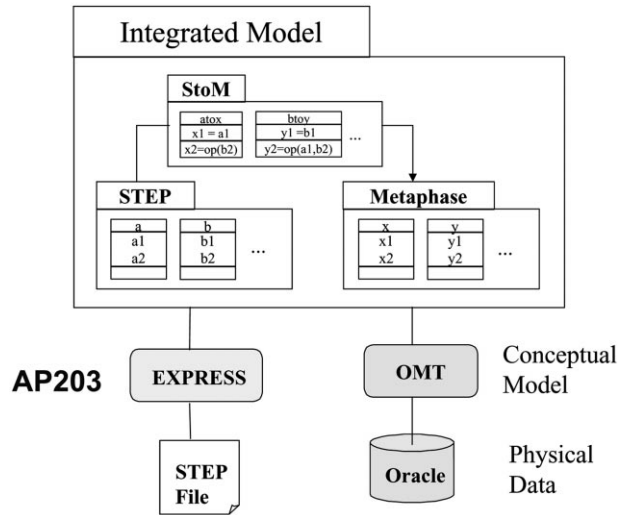 Integrated Model
StoM
atox
x1 = a1
x2=op(b2)
btoy
y1 =b1
y2=op(a1,b2)
...
STEP
a
a1
a2
b
b1
b2
...
Metaphase
x
x1
x2
y
y1
y2
...
AP203
EXPRESS
OMT
Conceptual
Model
STEP
File
Oracle
Physical
Data